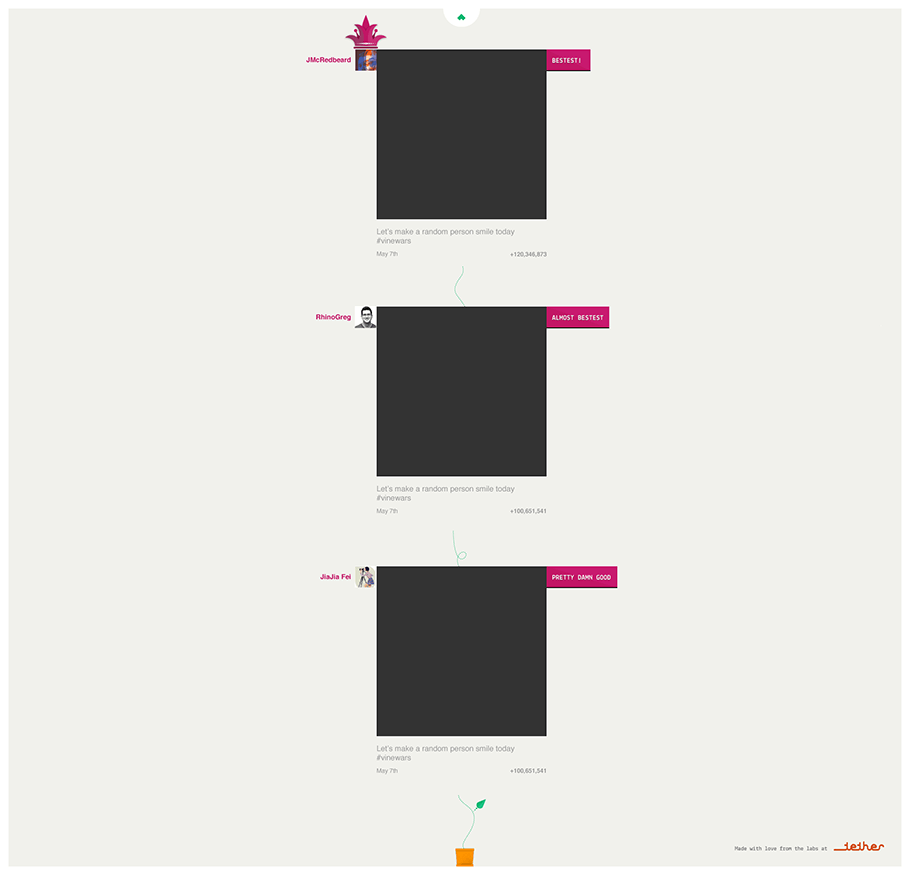 JMcRedbeard
BESTEST!
Let's make a random person smile today
#vinewars
May 7th
+120,346,873
RhinoGreg
ALMOST BESTEST
Let's make a random person smile today
#vinewars
May 7th
+100,651,541
JiaJia Fei
PRETTY DAMN GOOD
Let's make a random person smile today
#vinewars
May 7th
+100,651,541
Made with love from the labs at tether